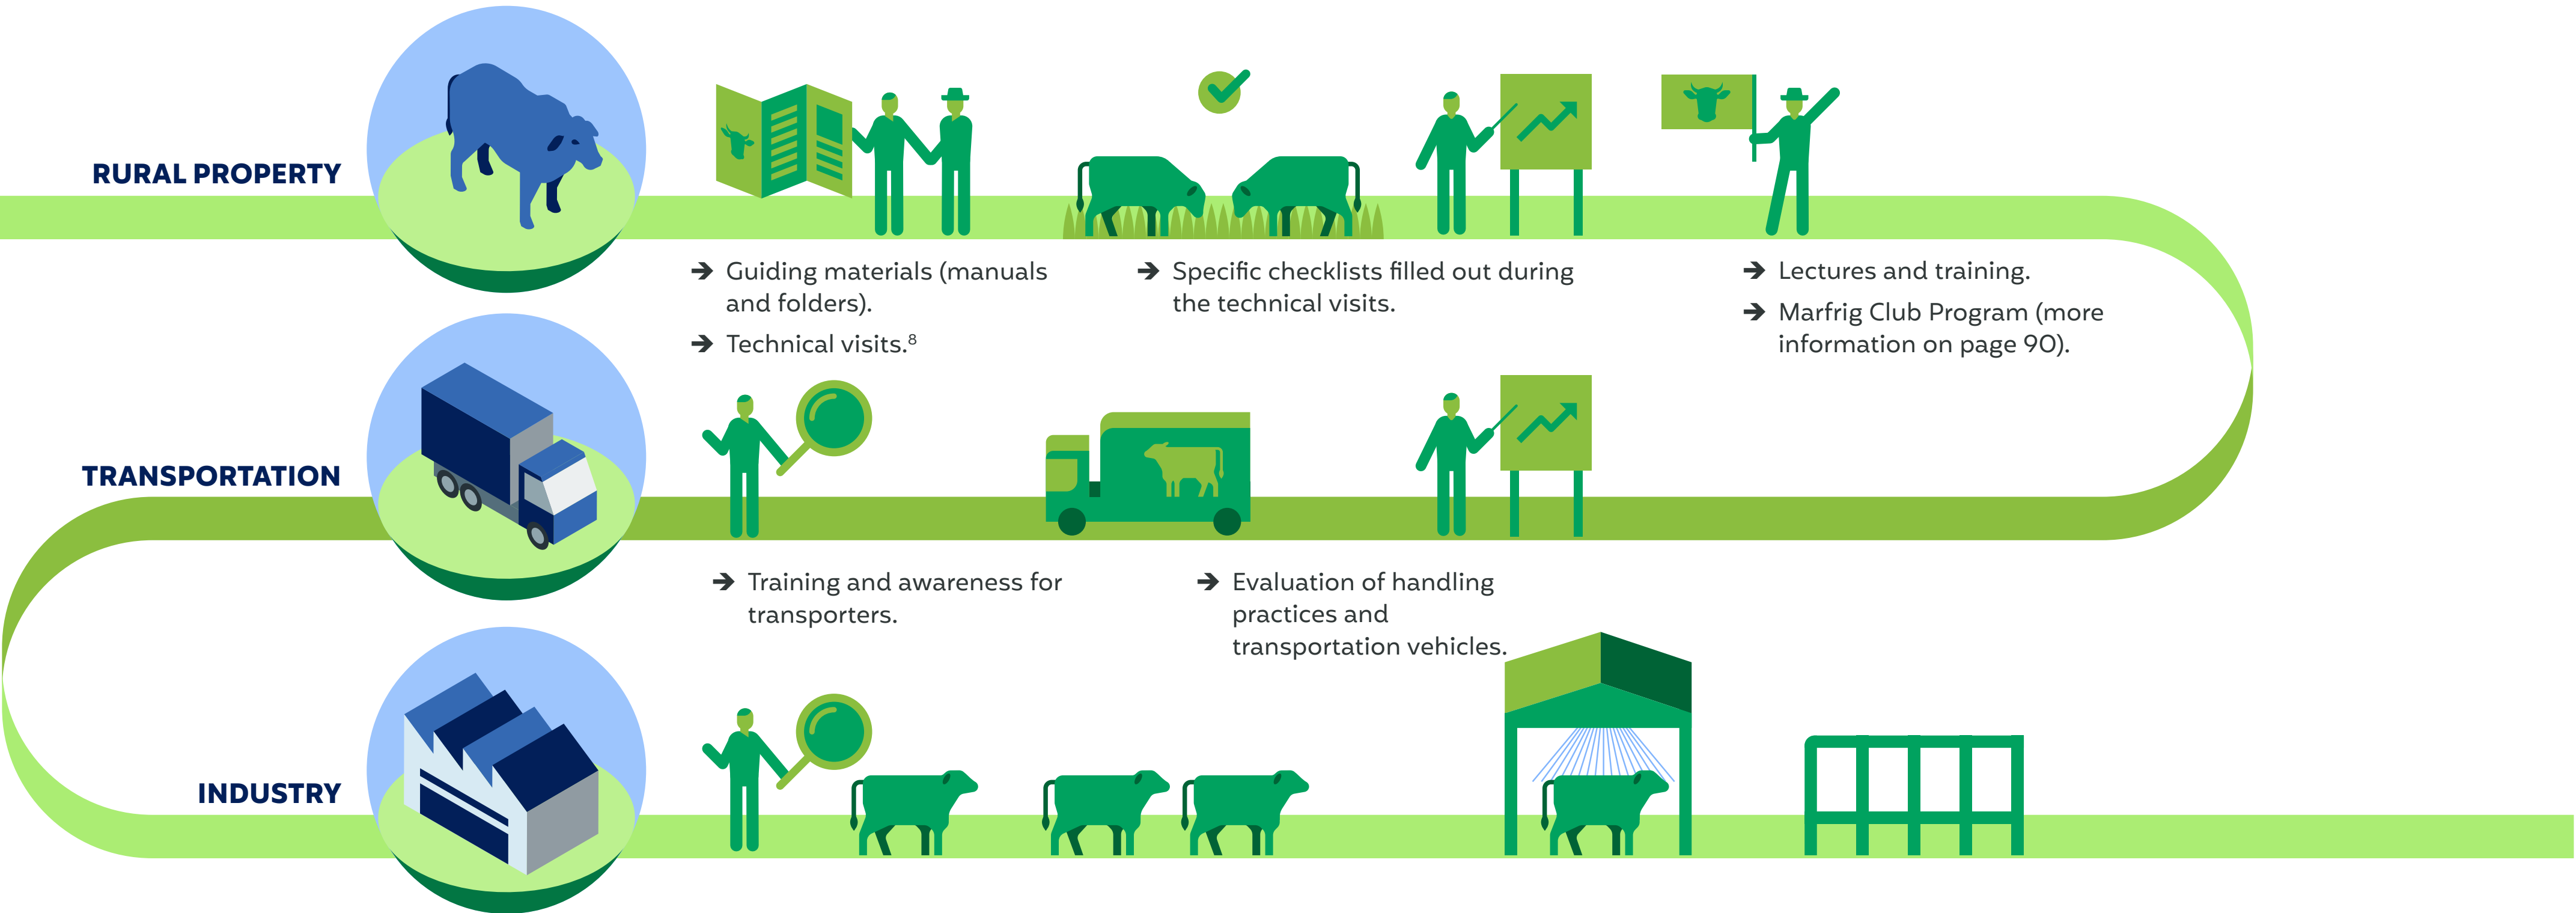 RURAL PROPERTY
➔ Guiding materials (manuals
and folders).
➔ Technical visits.⁸
➔ Specific checklists filled out during
the technical visits.
➔ Lectures and training.
➔ Marfrig Club Program (more
information on page 90).
TRANSPORTATION
➔ Training and awareness for
transporters.
➔ Evaluation of handling
practices and
transportation vehicles.
INDUSTRY